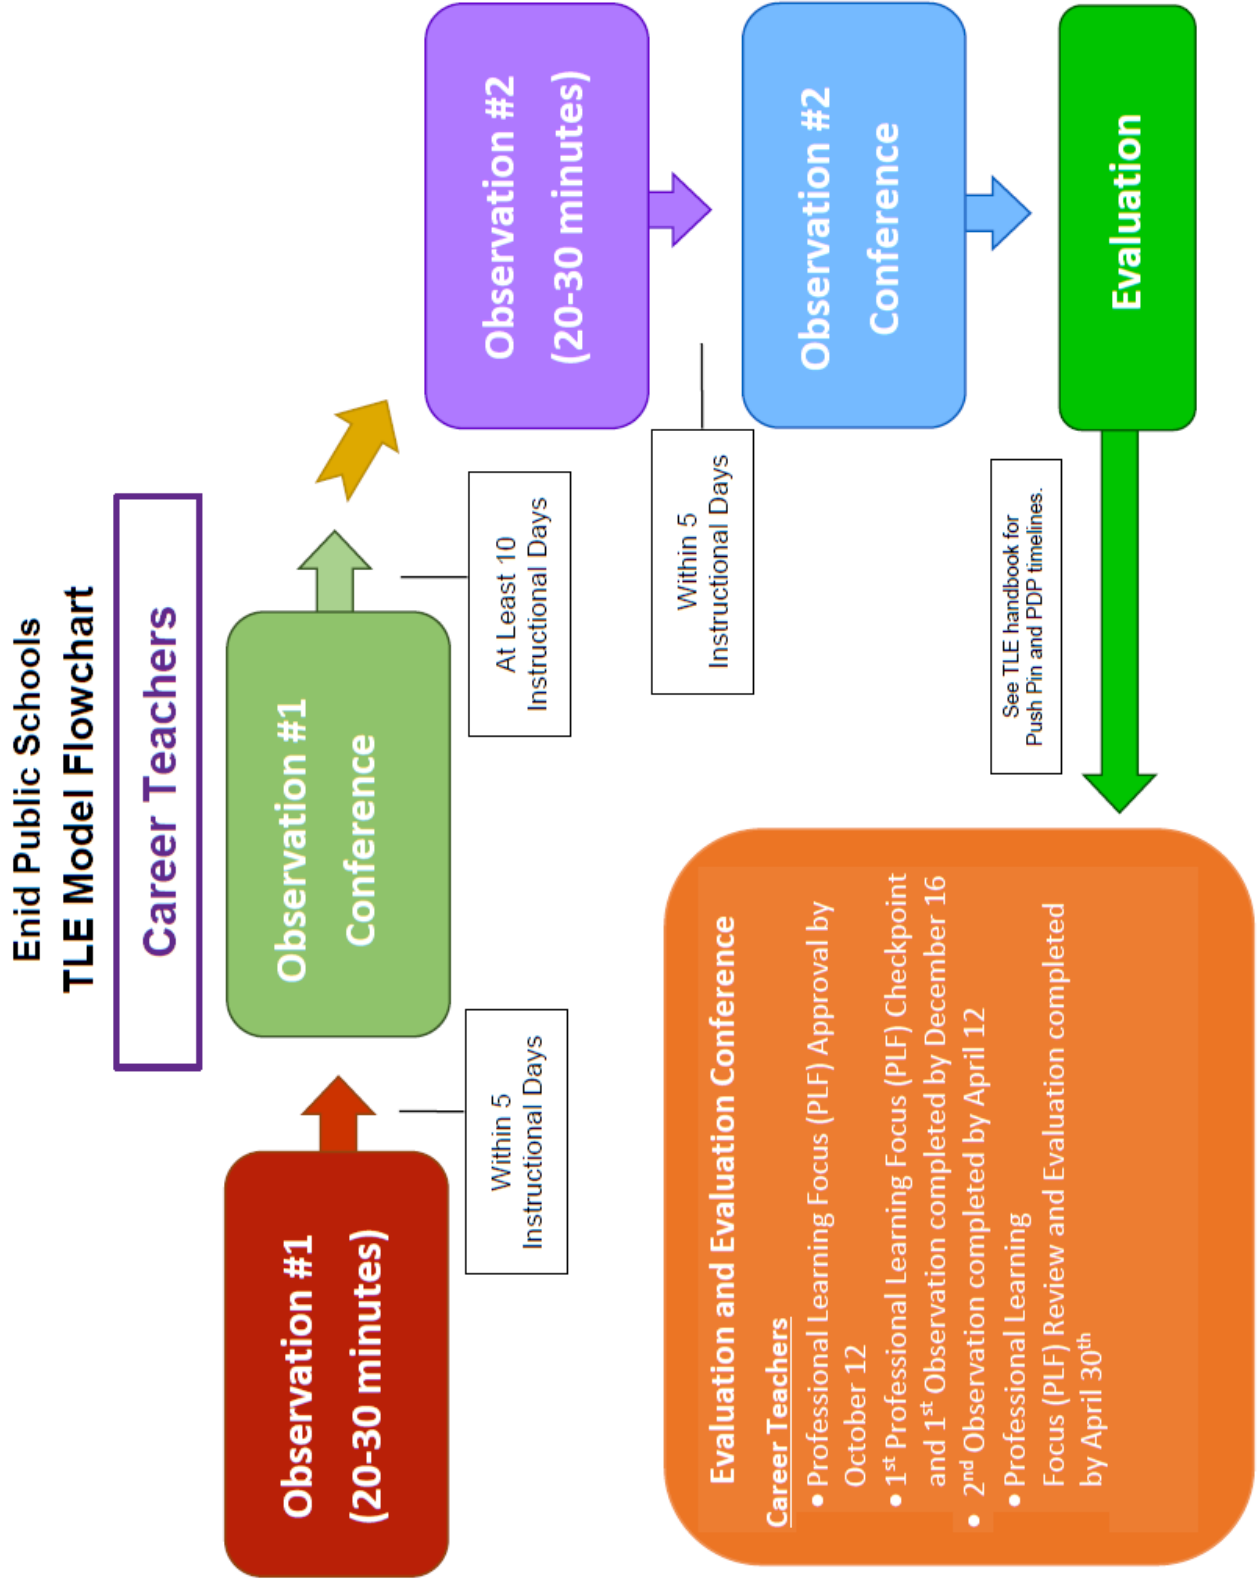 Enid Public Schools
TLE Model Flowchart
Career Teachers
Observation #1
(20-30 minutes)
Within 5
Instructional Days
Observation #1
Conference
At Least 10
Instructional Days
Observation #2
(20-30 minutes)
Within 5
Instructional Days
Observation #2
Conference
Evaluation
See TLE handbook for
Push Pin and PDP timelines.
Evaluation and Evaluation Conference
Career Teachers
• Professional Learning Focus (PLF) Approval by
October 12
• 1st Professional Learning Focus (PLF) Checkpoint
and 1st Observation completed by December 16
• 2nd Observation completed by April 12
• Professional Learning
Focus (PLF) Review and Evaluation completed
by April 30th